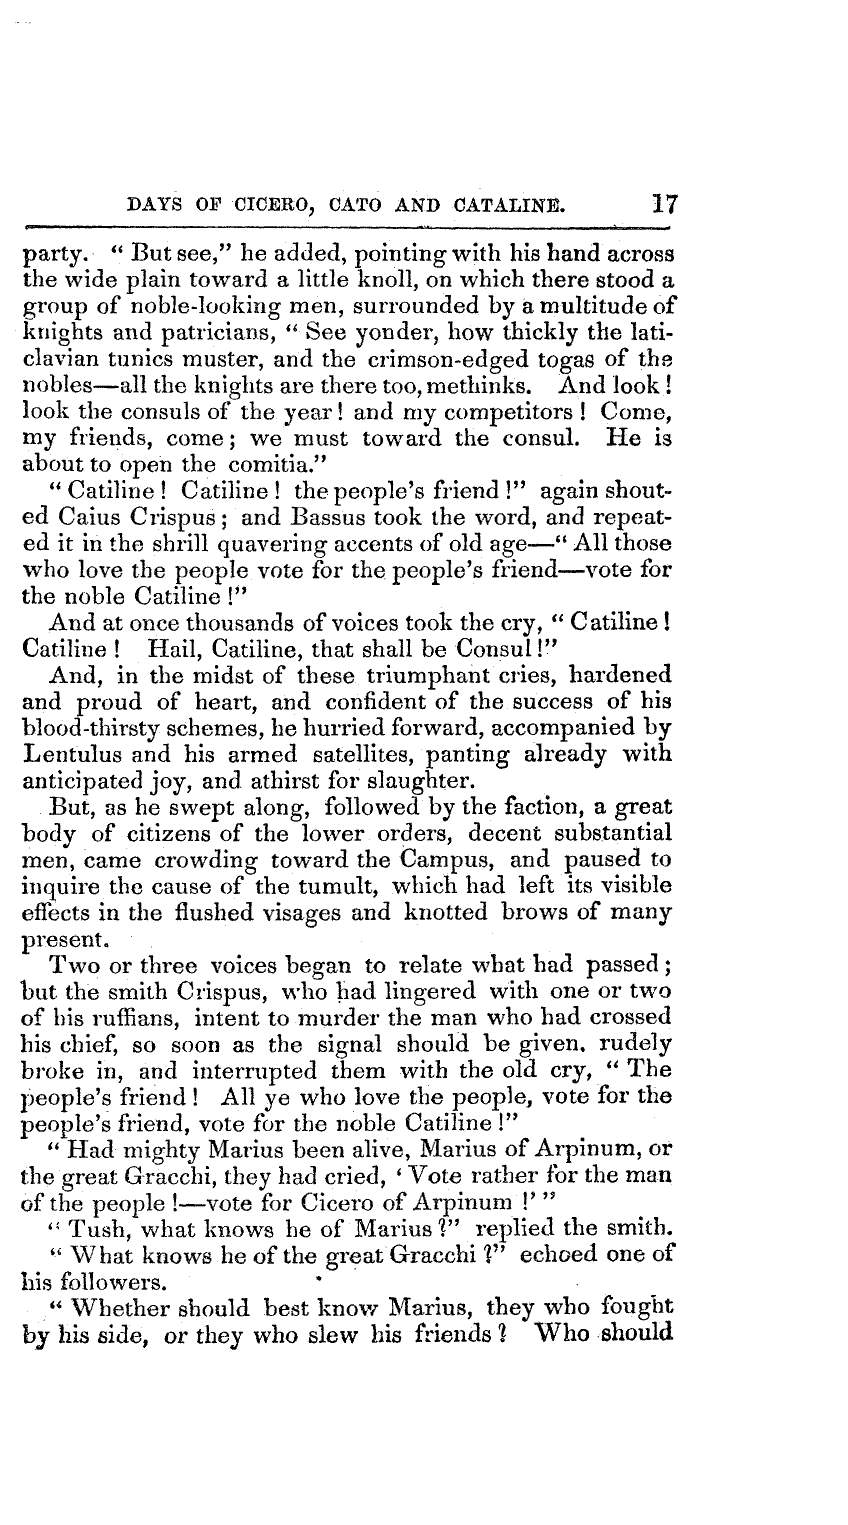 DAYS OF CICERO, CATO AND CATALINE. 17
party. “ But see,” he added, pointing with his hand across
the wide plain toward a little knoll, on which there stood a
group of noble-looking men, surrounded by a multitude of
knights and patricians, “ See yonder, how thickly the lati-
clavian tunics muster, and the crimson-edged togas of the
nobles—all the knights are there too, methinks. And look !
look the consuls of the year ! and my competitors ! Come,
my friends, come ; we must toward the consul. He is
about to open the comitia.”
“ Catiline ! Catiline ! the people’s friend !” again shout-
ed Caius Crispus ; and Bassus took the word, and repeat-
ed it in the shrill quavering accents of old age—“ All those
who love the people vote for the people’s friend—vote for
the noble Catiline !”
And at once thousands of voices took the cry, “ Catiline !
Catiline ! Hail, Catiline, that shall be Consul !”
And, in the midst of these triumphant cries, hardened
and proud of heart, and confident of the success of his
blood-thirsty schemes, he hurried forward, accompanied by
Lentulus and his armed satellites, panting already with
anticipated joy, and athirst for slaughter.
But, as he swept along, followed by the faction, a great
body of citizens of the lower orders, decent substantial
men, came crowding toward the Campus, and paused to
inquire the cause of the tumult, which had left its visible
effects in the flushed visages and knotted brows of many
present.
Two or three voices began to relate what had passed ;
but the smith Crispus, who had lingered with one or two
of his ruffians, intent to murder the man who had crossed
his chief, so soon as the signal should be given. rudely
broke in, and interrupted them with the old cry, “ The
people’s friend ! All ye who love the people, vote for the
people’s friend, vote for the noble Catiline !”
“ Had mighty Marius been alive, Marius of Arpinum, or
the great Gracchi, they had cried, ‘ Vote rather for the man
of the people !—vote for Cicero of Arpinum !’ ”
“ Tush, what knows he of Marius ?” replied the smith.
“ What knows he of the great Gracchi ?” echoed one of
his followers.
“ Whether should best know Marius, they who fought
by his side, or they who slew his friends ? Who should